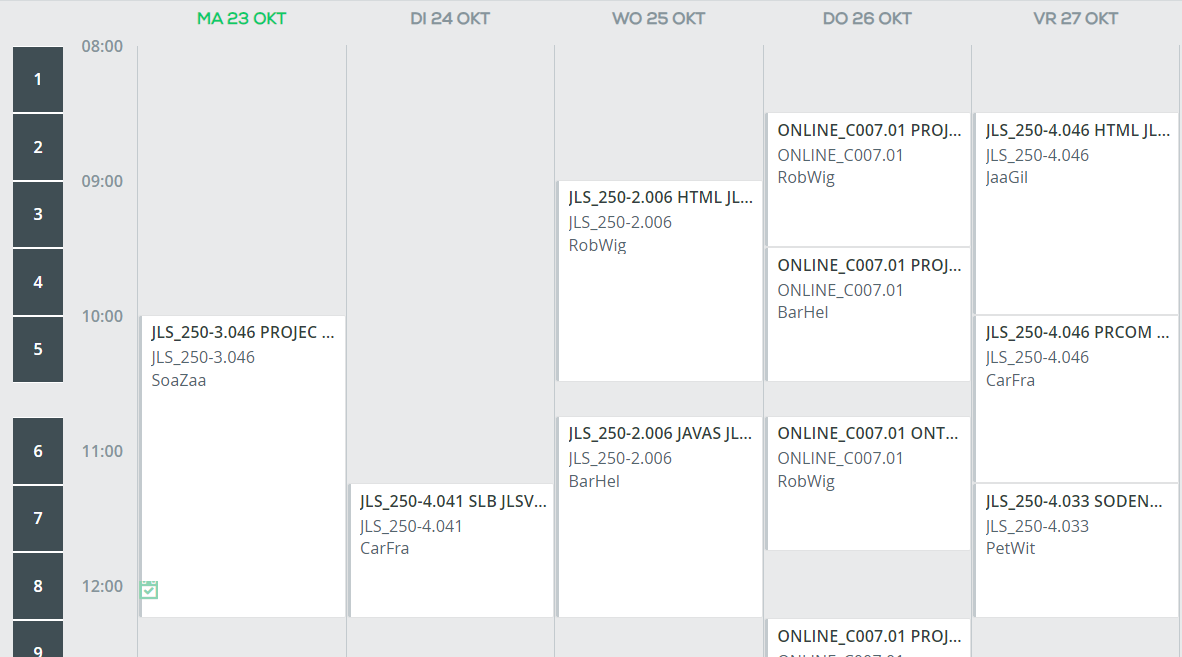 MA 23 OKT
DI 24 OKT
WO 25 OKT
DO 26 OKT
VR 27 OKT
08:00
1
2
09:00
3
4
10:00
5
6
11:00
7
8
12:00
9
JLS_250-3.046 PROJEC ...
JLS_250-3.046
SoaZaa
JLS_250-4.041 SLB JLSV...
JLS_250-4.041
CarFra
JLS_250-2.006 HTML JL...
JLS_250-2.006
RobWig
JLS_250-2.006 JAVAS JL...
JLS_250-2.006
BarHel
ONLINE_C007.01 PROJ...
ONLINE_C007.01
RobWig
ONLINE_C007.01 PROJ...
ONLINE_C007.01
BarHel
ONLINE_C007.01 ONT...
ONLINE_C007.01
RobWig
ONLINE_C007.01 PROJ...
ONLINE_C007.01
JLS_250-4.046 HTML JL...
JLS_250-4.046
JaaGil
JLS_250-4.046 PRCOM ...
JLS_250-4.046
CarFra
JLS_250-4.033 SODEN...
JLS_250-4.033
PetWit